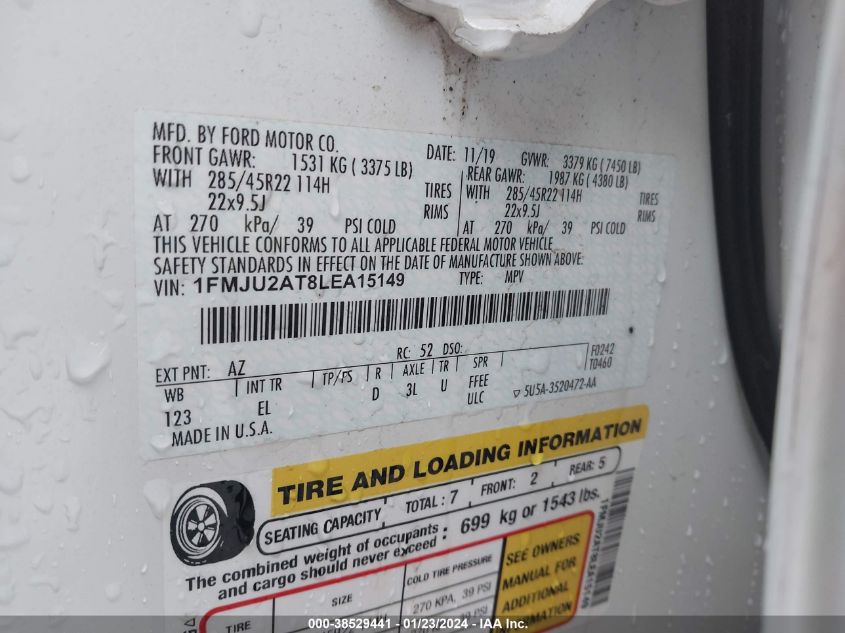 MFD. BY FORD MOTOR CO. DATE: 11/19 GVWR: 3379 KG ( 7450 LB)
FRONT GAWR: 1531 KG ( 3375 LB) REAR GAWR: 1987 KG ( 4380 LB)
WITH 285/45R22 114H TIRES WITH 285/45R22 114H TIRES
22x9.5J RIMS 22x9.5J RIMS
AT 270 kPa/ 39 PSI COLD AT 270 kPa/ 39 PSI COLD
THIS VEHICLE CONFORMS TO ALL APPLICABLE FEDERAL MOTOR VEHICLE
SAFETY STANDARDS IN EFFECT ON THE DATE OF MANUFACTURE SHOWN ABOVE.
VIN: 1FMJU2AT8LEA15149 TYPE: MPV
EXT PNT: AZ RC: 52 DSO: F0242
WB INT TR TP/PS R AXLE TR SPR T0460
123 EL D 3L U FFEE
ULC 5U5A-3520472-AA
MADE IN U.S.A.
TIRE AND LOADING INFORMATION
SEATING CAPACITY TOTAL : 7 FRONT: 2 REAR: 5
The combined weight of occupants
and cargo should never exceed : 699 kg or 1543 lbs.
TIRE SIZE COLD TIRE PRESSURE SEE OWNERS
MANUAL FOR
ADDITIONAL
270 KPA, 39 PSI
1FMJU2AT8LEA15149
000-38529441 - 01/23/2024 - IAA Inc.